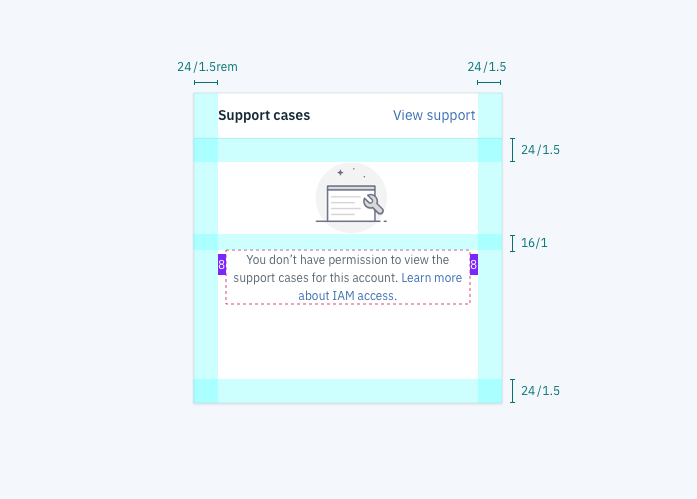 24/1.5rem
24/1.5
Support cases
View support
24/1.5
16/1
8
8
You don’t have permission to view the
support cases for this account. Learn more
about IAM access.
24/1.5